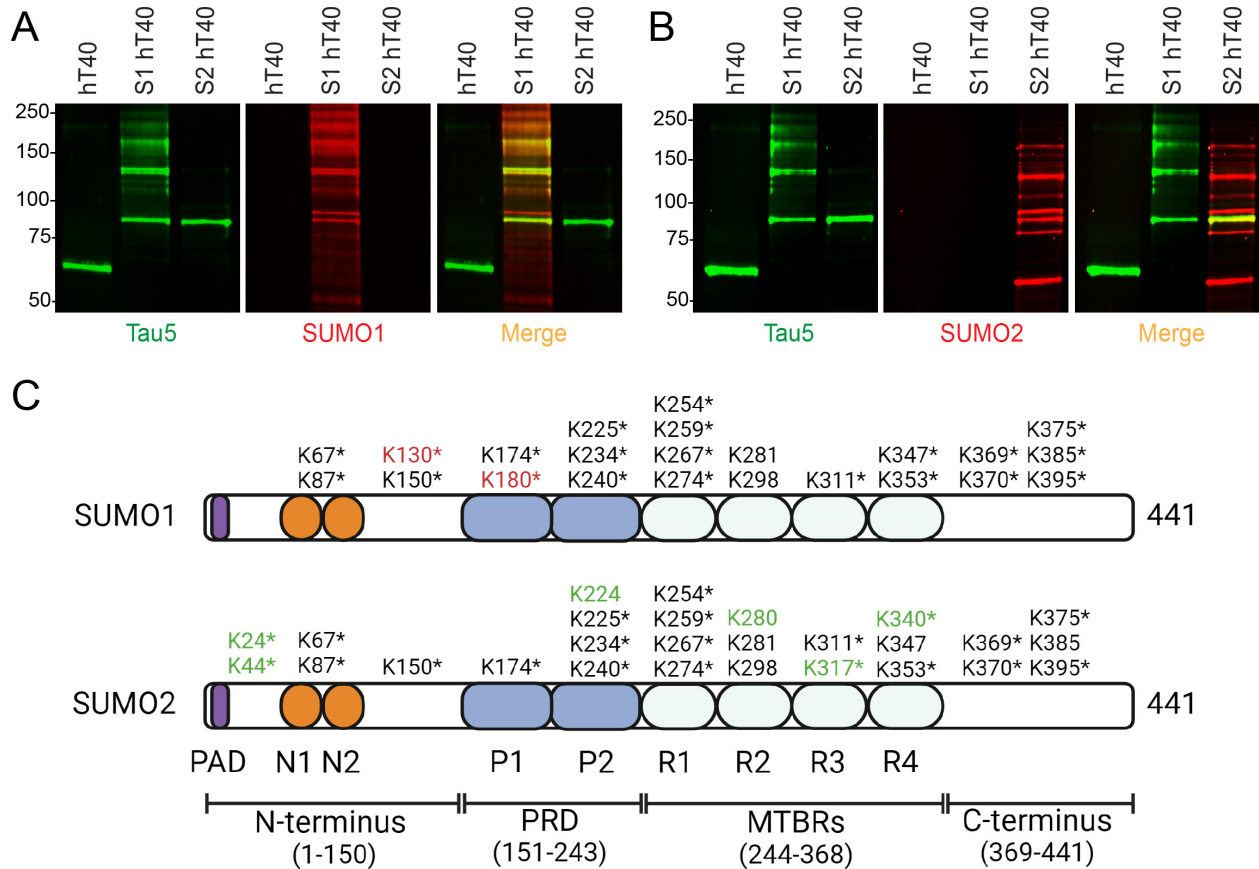 A
hT40
S1 hT40
S2 hT40
hT40
S1 hT40
S2 hT40
hT40
S1 hT40
S2 hT40
250
150
100
75
50
Tau5
SUMO1
Merge
B
hT40
S1 hT40
S2 hT40
hT40
S1 hT40
S2 hT40
hT40
S1 hT40
S2 hT40
250
150
100
75
50
Tau5
SUMO2
Merge
C
K254*
K225* K259* K375*
K67* K130* K174* K234* K267* K281 K347* K369* K385*
K87* K150* K180* K240* K274* K298 K311* K353* K370* K395*
SUMO1
441
K224 K254*
K225* K259* K280 K340* K375*
K24* K67* K234* K267* K281 K311* K347 K369* K385
K44* K87* K150* K174* K240* K274* K298 K317* K353* K370* K395*
SUMO2
441
PAD N1 N2 P1 P2 R1 R2 R3 R4
N-terminus PRD MTBRs C-terminus
(1-150) (151-243) (244-368) (369-441)